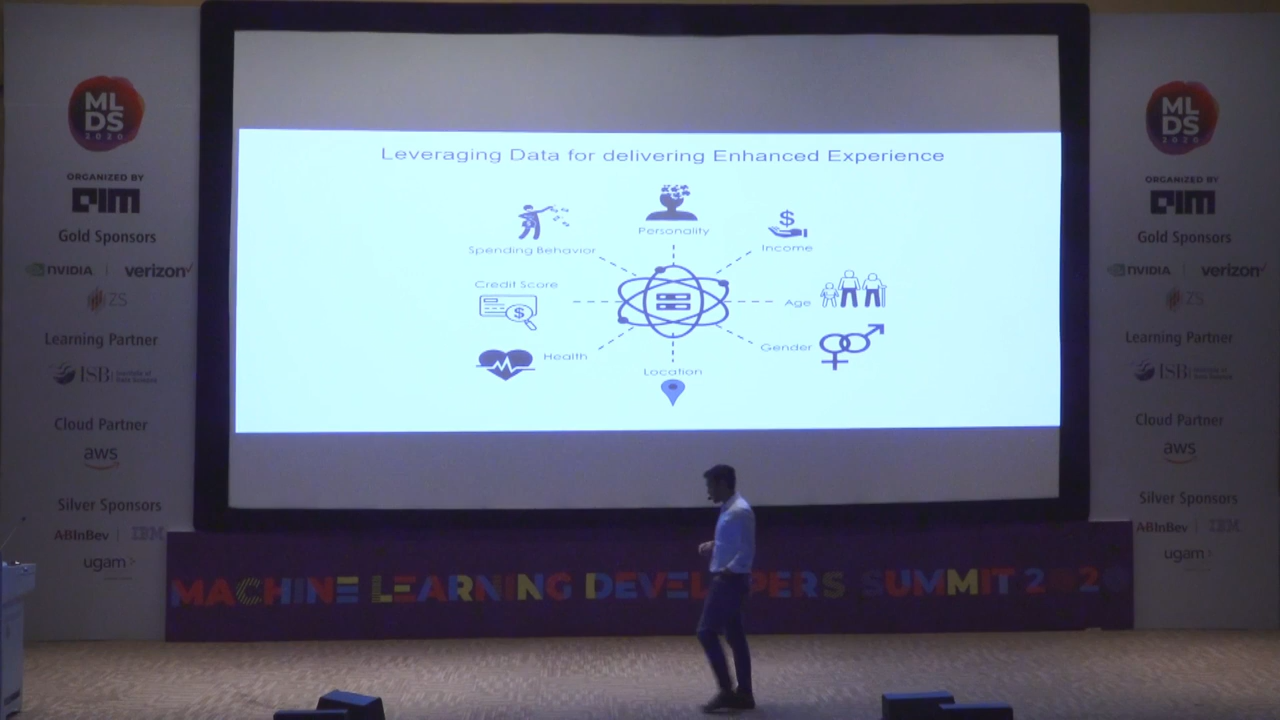 MLDS
2020
ORGANIZED BY
AIM
Gold Sponsors
NVIDIA
verizon
ZS
Learning Partner
ISB
Cloud Partner
aws
Silver Sponsors
ABInBev
IBM
ugam
Leveraging Data for delivering Enhanced Experience
Personality
Spending Behavior
Income
Credit Score
Age
Health
Gender
Location
$
$
MACHINE LEARNING DEVELOPERS SUMMIT 2020
MLDS
2020
ORGANIZED BY
AIM
Gold Sponsors
NVIDIA
verizon
ZS
Learning Partner
ISB
Cloud Partner
aws
Silver Sponsors
ABInBev
IBM
ugam